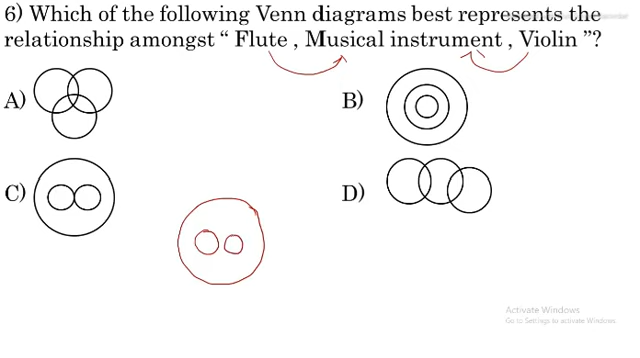 6) Which of the following Venn diagrams best represents the
relationship amongst “ Flute , Musical instrument , Violin ”?
A)
B)
C)
D)
Activate Windows
Go to Settings to activate Windows